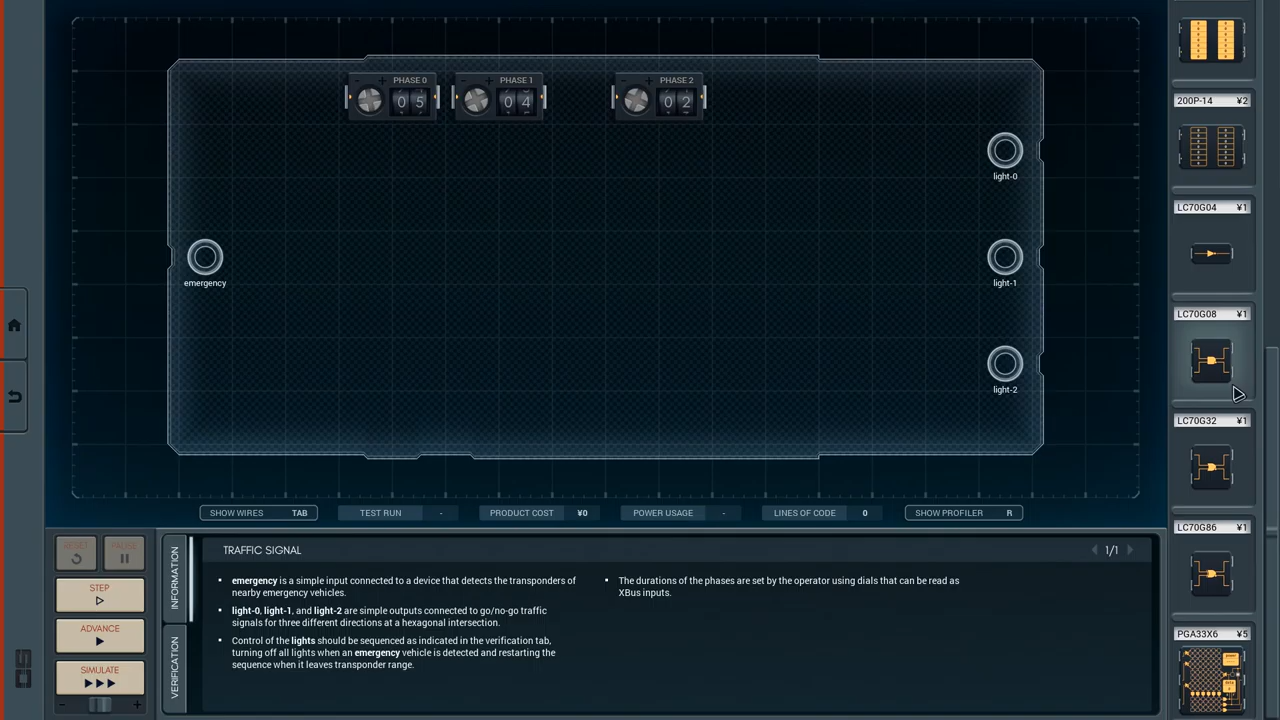 PHASE 0
- +
05
PHASE 1
- +
04
PHASE 2
- +
02
light-0
emergency
light-1
light-2
200P-14 ¥2
LC70G04 ¥1
LC70G08 ¥1
LC70G32 ¥1
LC70G86 ¥1
PGA33X6 ¥5
SHOW WIRES TAB
TEST RUN -
PRODUCT COST ¥0
POWER USAGE -
LINES OF CODE 0
SHOW PROFILER R
RESET
PAUSE
STEP
ADVANCE
SIMULATE
- +
INFORMATION
VERIFICATION
TRAFFIC SIGNAL
1/1
▪ emergency is a simple input connected to a device that detects the transponders of
nearby emergency vehicles.
▪ light-0, light-1, and light-2 are simple outputs connected to go/no-go traffic
signals for three different directions at a hexagonal intersection.
▪ Control of the lights should be sequenced as indicated in the verification tab,
turning off all lights when an emergency vehicle is detected and restarting the
sequence when it leaves transponder range.
▪ The durations of the phases are set by the operator using dials that can be read as
XBus inputs.